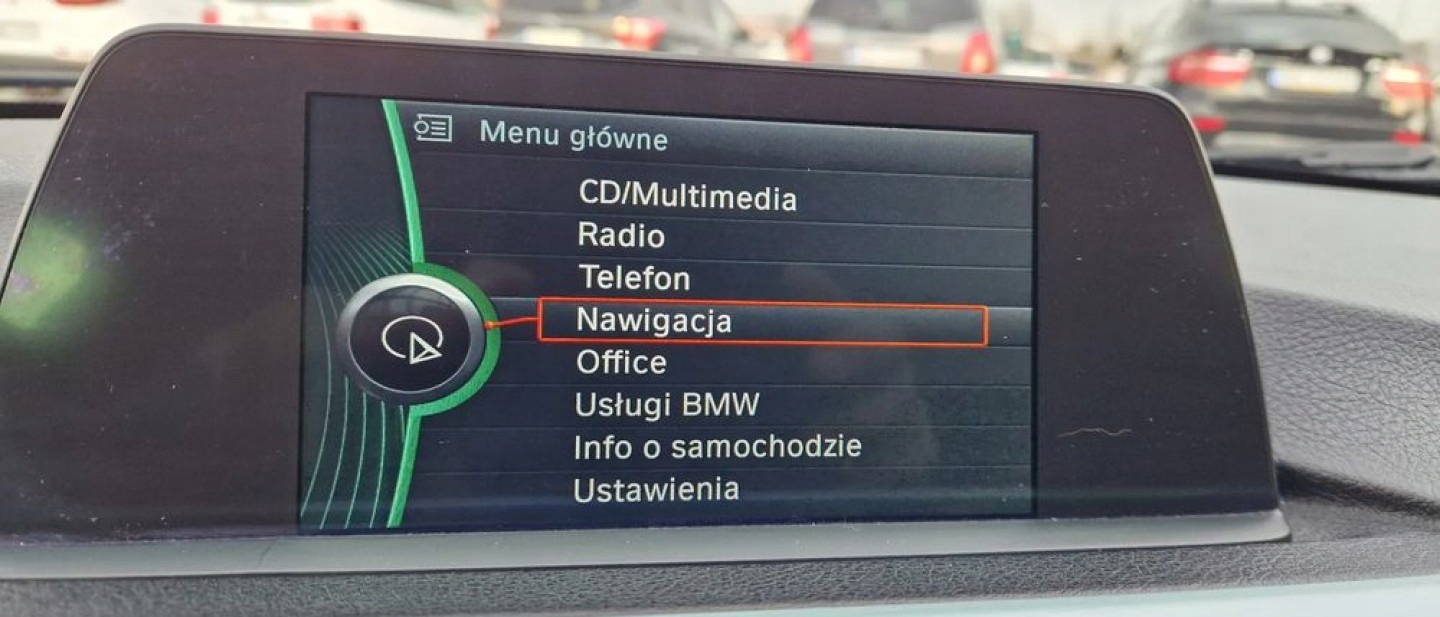 Menu główne
CD/Multimedia
Radio
Telefon
Nawigacja
Office
Usługi BMW
Info o samochodzie
Ustawienia